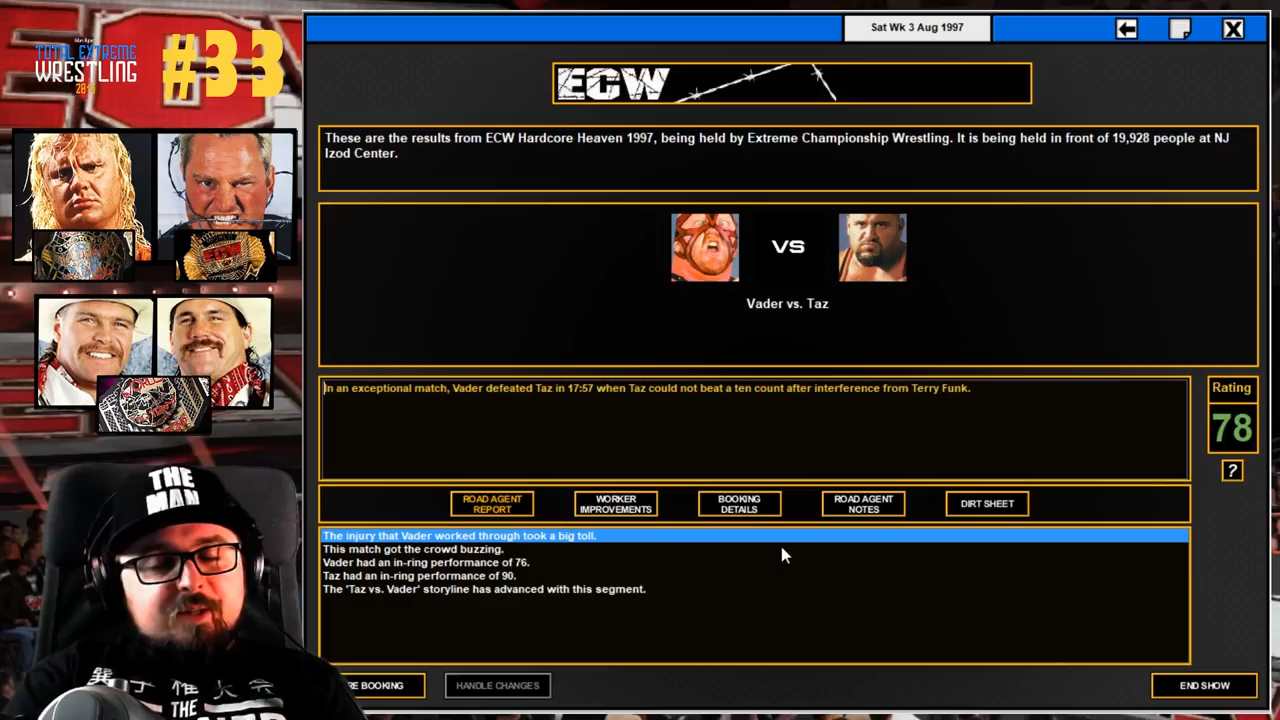 Sat Wk 3 Aug 1997
TOTAL EXTREME
WRESTLING
#33
ECW
These are the results from ECW Hardcore Heaven 1997, being held by Extreme Championship Wrestling. It is being held in front of 19,928 people at NJ
Izod Center.
VS
Vader vs. Taz
In an exceptional match, Vader defeated Taz in 17:57 when Taz could not beat a ten count after interference from Terry Funk.
Rating
78
?
ROAD AGENT
REPORT
WORKER
IMPROVEMENTS
BOOKING
DETAILS
ROAD AGENT
NOTES
DIRT SHEET
The injury that Vader worked through took a big toll.
This match got the crowd buzzing.
Vader had an in-ring performance of 76.
Taz had an in-ring performance of 90.
The 'Taz vs. Vader' storyline has advanced with this segment.
BOOKING
HANDLE CHANGES
END SHOW
ECW
THE
MAN
THE